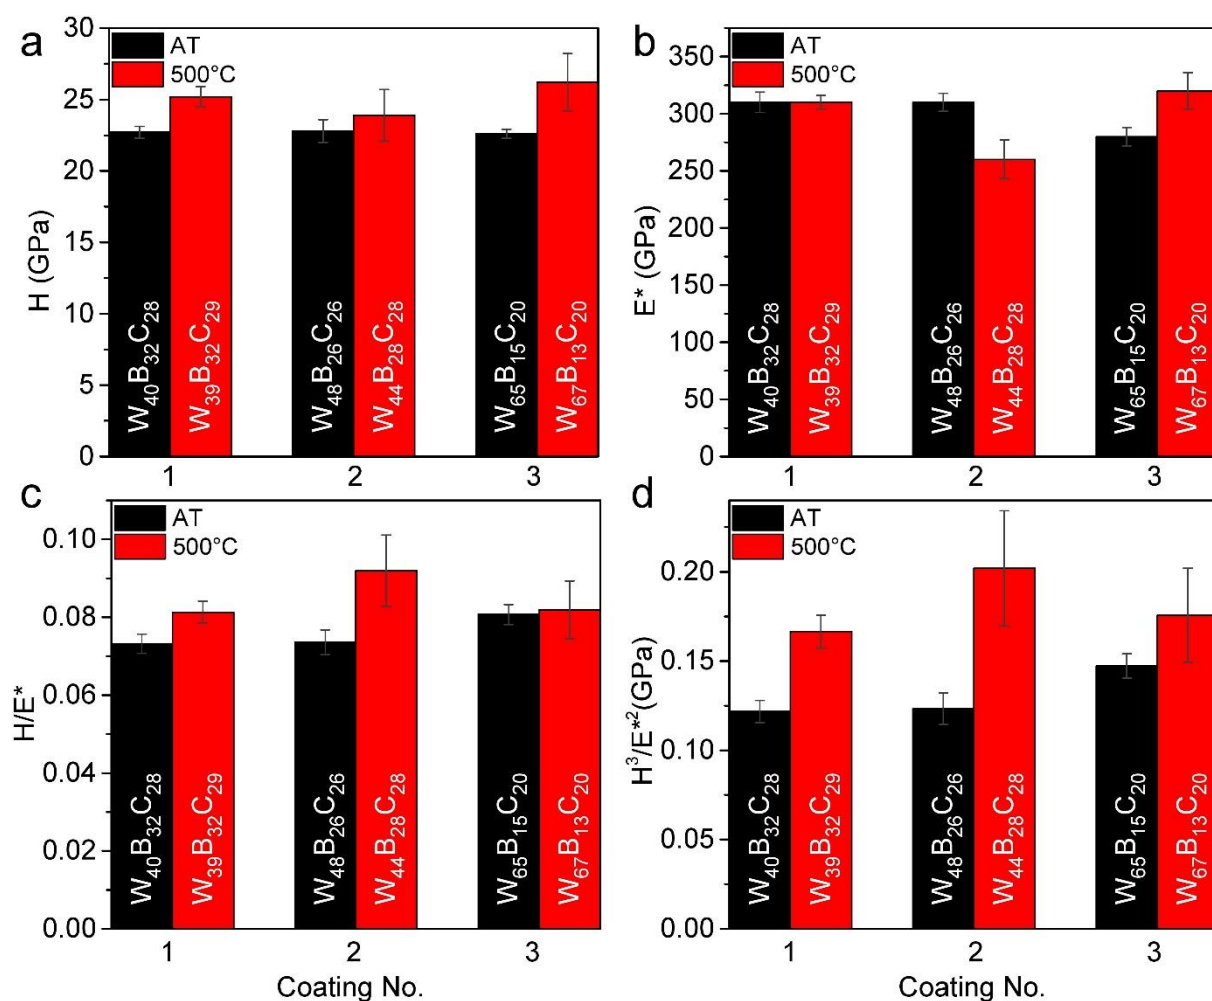 a
AT
500°C
H (GPa)
30
25
20
15
10
5
0
W₄₀B₃₂C₂₈
W₃₉B₃₂C₂₉
W₄₈B₂₆C₂₆
W₄₄B₂₈C₂₈
W₆₅B₁₅C₂₀
W₆₇B₁₃C₂₀
1
2
3
b
AT
500°C
E* (GPa)
350
300
250
200
150
100
50
0
W₄₀B₃₂C₂₈
W₃₉B₃₂C₂₉
W₄₈B₂₆C₂₆
W₄₄B₂₈C₂₈
W₆₅B₁₅C₂₀
W₆₇B₁₃C₂₀
1
2
3
c
AT
500°C
H/E*
0.10
0.08
0.06
0.04
0.02
0.00
W₄₀B₃₂C₂₈
W₃₉B₃₂C₂₉
W₄₈B₂₆C₂₆
W₄₄B₂₈C₂₈
W₆₅B₁₅C₂₀
W₆₇B₁₃C₂₀
1
2
3
Coating No.
d
AT
500°C
H³/E*²(GPa)
0.20
0.15
0.10
0.05
0.00
W₄₀B₃₂C₂₈
W₃₉B₃₂C₂₉
W₄₈B₂₆C₂₆
W₄₄B₂₈C₂₈
W₆₅B₁₅C₂₀
W₆₇B₁₃C₂₀
1
2
3
Coating No.